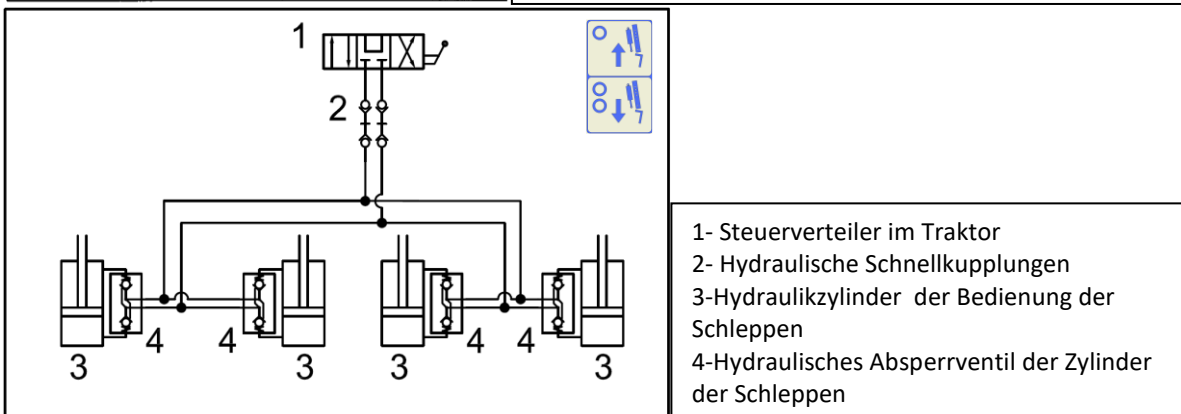 1
2
3
4
4
3
3
4
4
3
1- Steuerverteiler im Traktor
2- Hydraulische Schnellkupplungen
3-Hydraulikzylinder der Bedienung der
Schleppen
4-Hydraulisches Absperrventil der Zylinder
der Schleppen